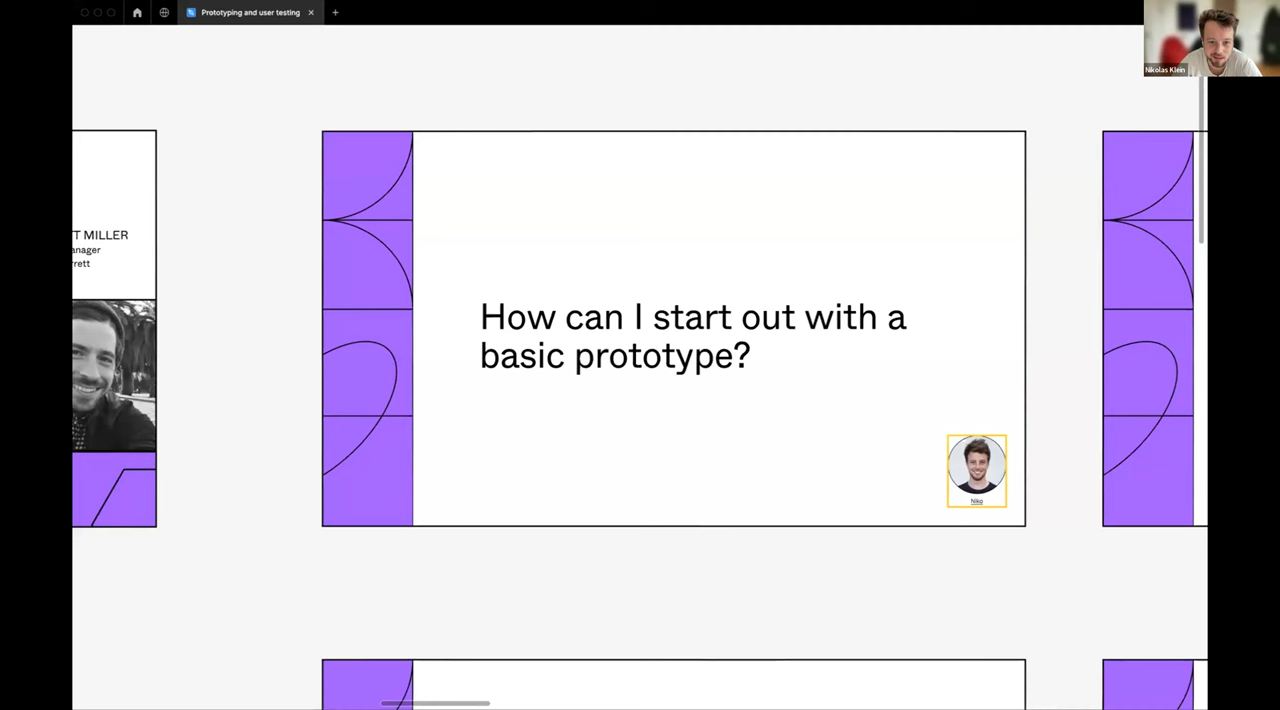 Prototyping and user testing
Nikolas Klein
T MILLER
anager
rrett
How can I start out with a
basic prototype?
Niko